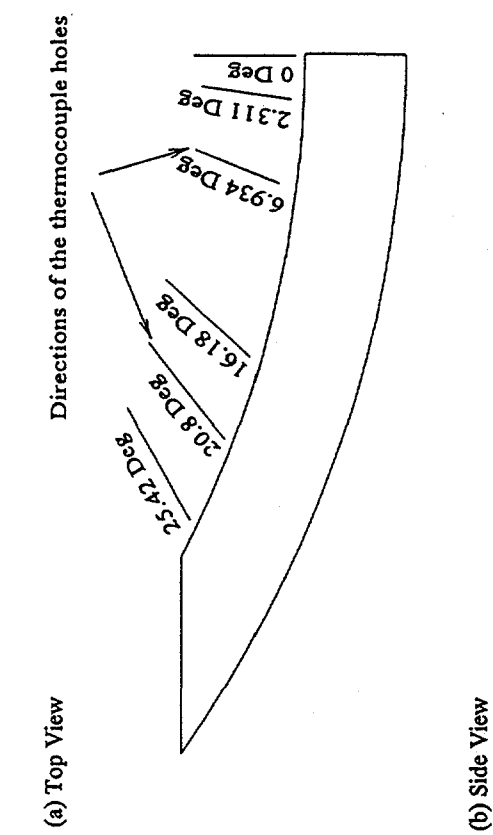 (a) Top View
Directions of the thermocouple holes
25.42 Deg
20.8 Deg
16.18 Deg
6.934 Deg
2.311 Deg
0 Deg
(b) Side View